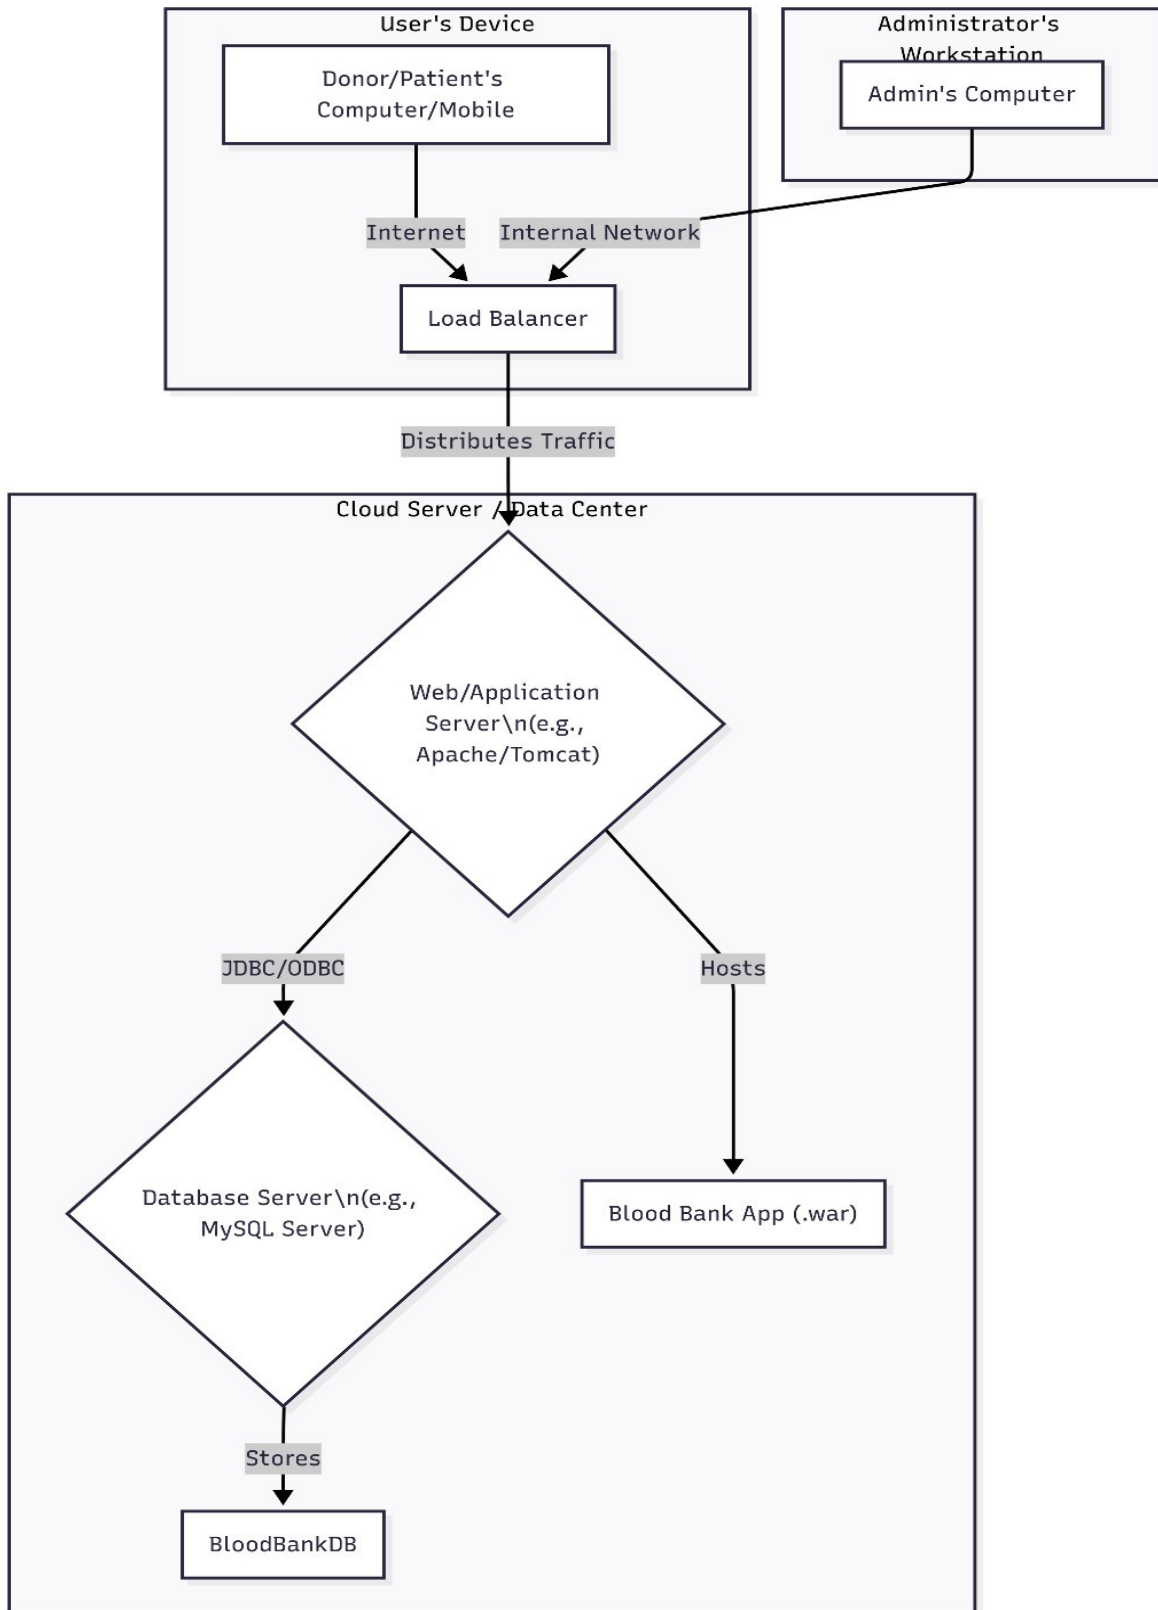 User's Device
Administrator's
Workstation
Donor/Patient's
Computer/Mobile
Admin's Computer
Internet
Internal Network
Load Balancer
Distributes Traffic
Cloud Server / Data Center
Web/Application
Server\n(e.g.,
Apache/Tomcat)
JDBC/ODBC
Hosts
Database Server\n(e.g.,
MySQL Server)
Blood Bank App (.war)
Stores
BloodBankDB